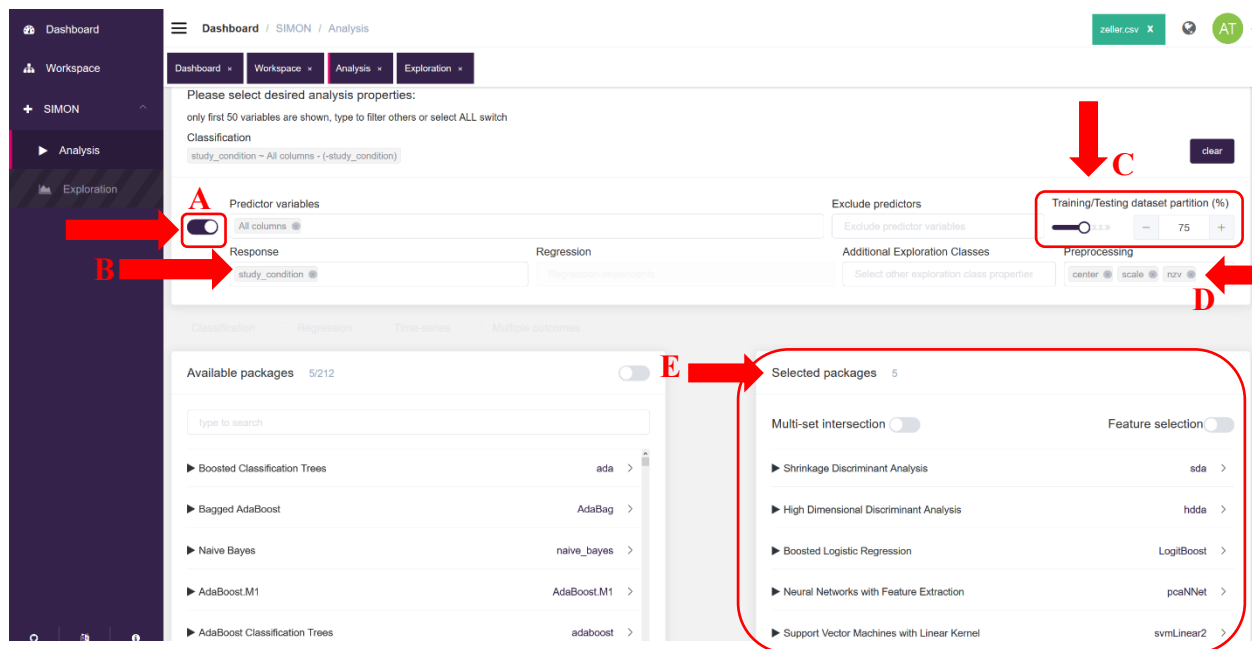 Dashboard
Workspace
SIMON
Analysis
Exploration
Dashboard / SIMON / Analysis
zeller.csv X
AT
Dashboard ×
Workspace ×
Analysis ×
Exploration ×
Please select desired analysis properties:
only first 50 variables are shown, type to filter others or select ALL switch
Classification
study_condition ~ All columns - (-study_condition)
clear
A
B
C
D
E
Predictor variables
All columns
Exclude predictors
Exclude predictor variables
Training/Testing dataset partition (%)
− 75 +
Response
study_condition
Regression
Additional Exploration Classes
Select other exploration class propertie
Preprocessing
center scale nzv
Classification Regression Time-series Multiple outcomes
Available packages 5/212
type to search
Boosted Classification Trees ada
Bagged AdaBoost AdaBag
Naive Bayes naive_bayes
AdaBoost.M1 AdaBoost.M1
AdaBoost Classification Trees adaboost
Selected packages 5
Multi-set intersection
Feature selection
Shrinkage Discriminant Analysis sda
High Dimensional Discriminant Analysis hdda
Boosted Logistic Regression LogitBoost
Neural Networks with Feature Extraction pcaNNet
Support Vector Machines with Linear Kernel svmLinear2